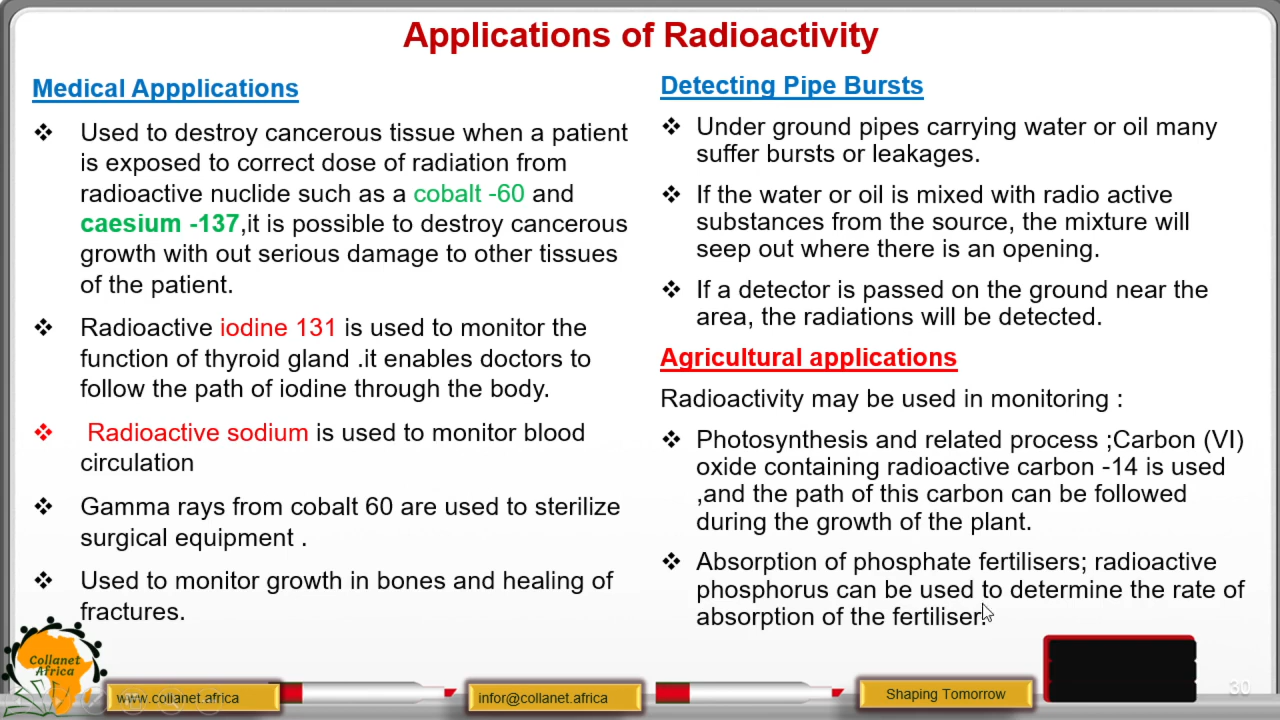 Applications of Radioactivity
Medical Appplications
❖ Used to destroy cancerous tissue when a patient
is exposed to correct dose of radiation from
radioactive nuclide such as a cobalt -60 and
caesium -137,it is possible to destroy cancerous
growth with out serious damage to other tissues
of the patient.
❖ Radioactive iodine 131 is used to monitor the
function of thyroid gland .it enables doctors to
follow the path of iodine through the body.
❖ Radioactive sodium is used to monitor blood
circulation
❖ Gamma rays from cobalt 60 are used to sterilize
surgical equipment .
❖ Used to monitor growth in bones and healing of
fractures.
Detecting Pipe Bursts
❖ Under ground pipes carrying water or oil many
suffer bursts or leakages.
❖ If the water or oil is mixed with radio active
substances from the source, the mixture will
seep out where there is an opening.
❖ If a detector is passed on the ground near the
area, the radiations will be detected.
Agricultural applications
Radioactivity may be used in monitoring :
❖ Photosynthesis and related process ;Carbon (VI)
oxide containing radioactive carbon -14 is used
,and the path of this carbon can be followed
during the growth of the plant.
❖ Absorption of phosphate fertilisers; radioactive
phosphorus can be used to determine the rate of
absorption of the fertiliser.
Collanet
Africa
www.collanet.africa
infor@collanet.africa
Shaping Tomorrow
30